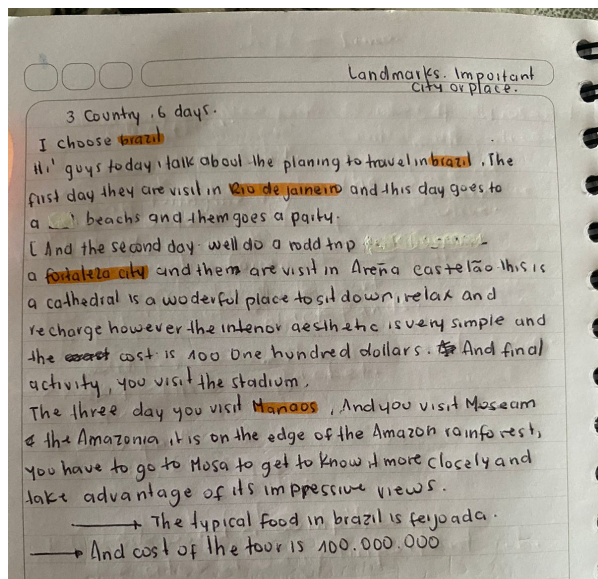 Landmarks. Important
City or place.
3 Country, 6 days.
I choose brazil
Hi' guys today i talk about the planing to travel in brazil. The
first day they are visit in Rio de jaineiro and this day goes to
a beachs and them goes a party.
[ And the second day well do a rodd trip
a fortaleza city and them are visit in Areña castelão this is
a cathedral is a woderful place to sit down, relax and
recharge however the interior aesthetic is very simple and
the cost is 100 one hundred dollars. And final
activity, you visit the stadium.
The three day you visit Manaos, And you visit Moseam
the Amazonia, it is on the edge of the Amazon rainforest,
you have to go to Mosa to get to know it more closely and
take advantage of its impressive views.
→ The typical food in brazil is feijoada.
→ And cost of the tour is 100.000.000